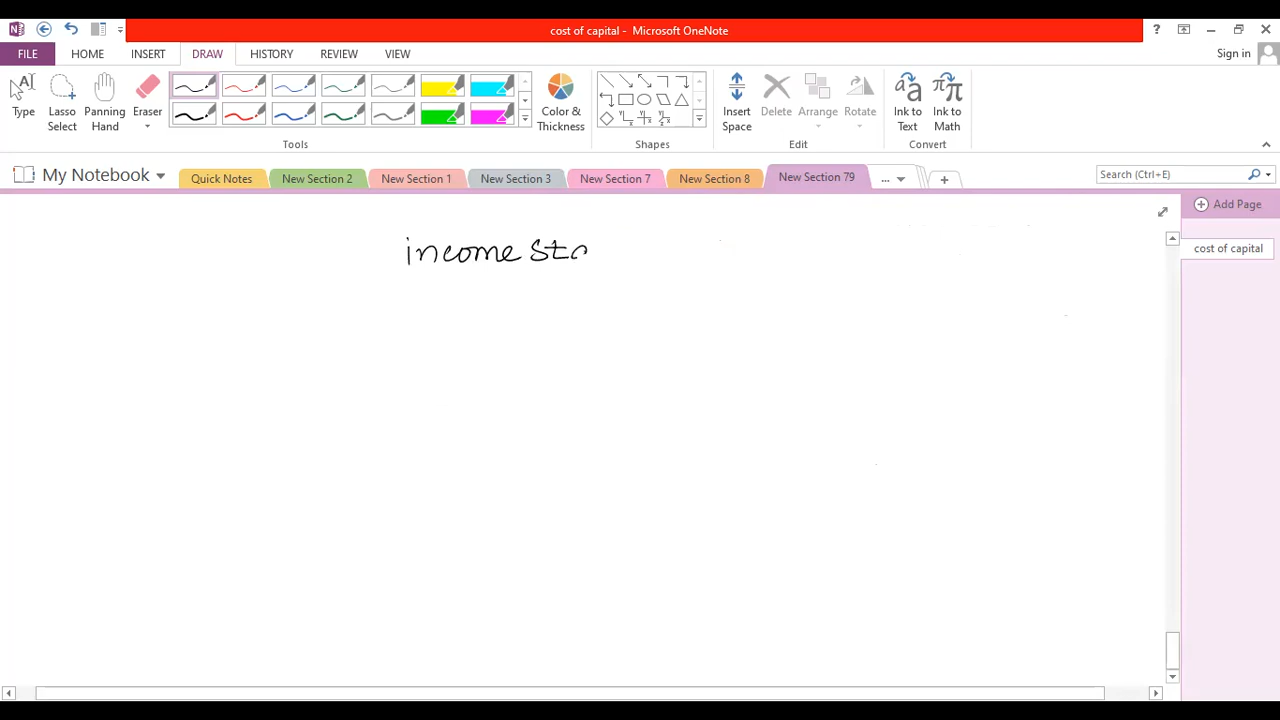 cost of capital - Microsoft OneNote
?
FILE HOME INSERT DRAW HISTORY REVIEW VIEW Sign in
Type Lasso Select Panning Hand Eraser Color & Thickness Insert Space Delete Arrange Rotate Ink to Text Ink to Math
Tools Shapes Edit Convert
My Notebook Quick Notes New Section 2 New Section 1 New Section 3 New Section 7 New Section 8 New Section 79 ... + Search (Ctrl+E)
Add Page
cost of capital
income sta